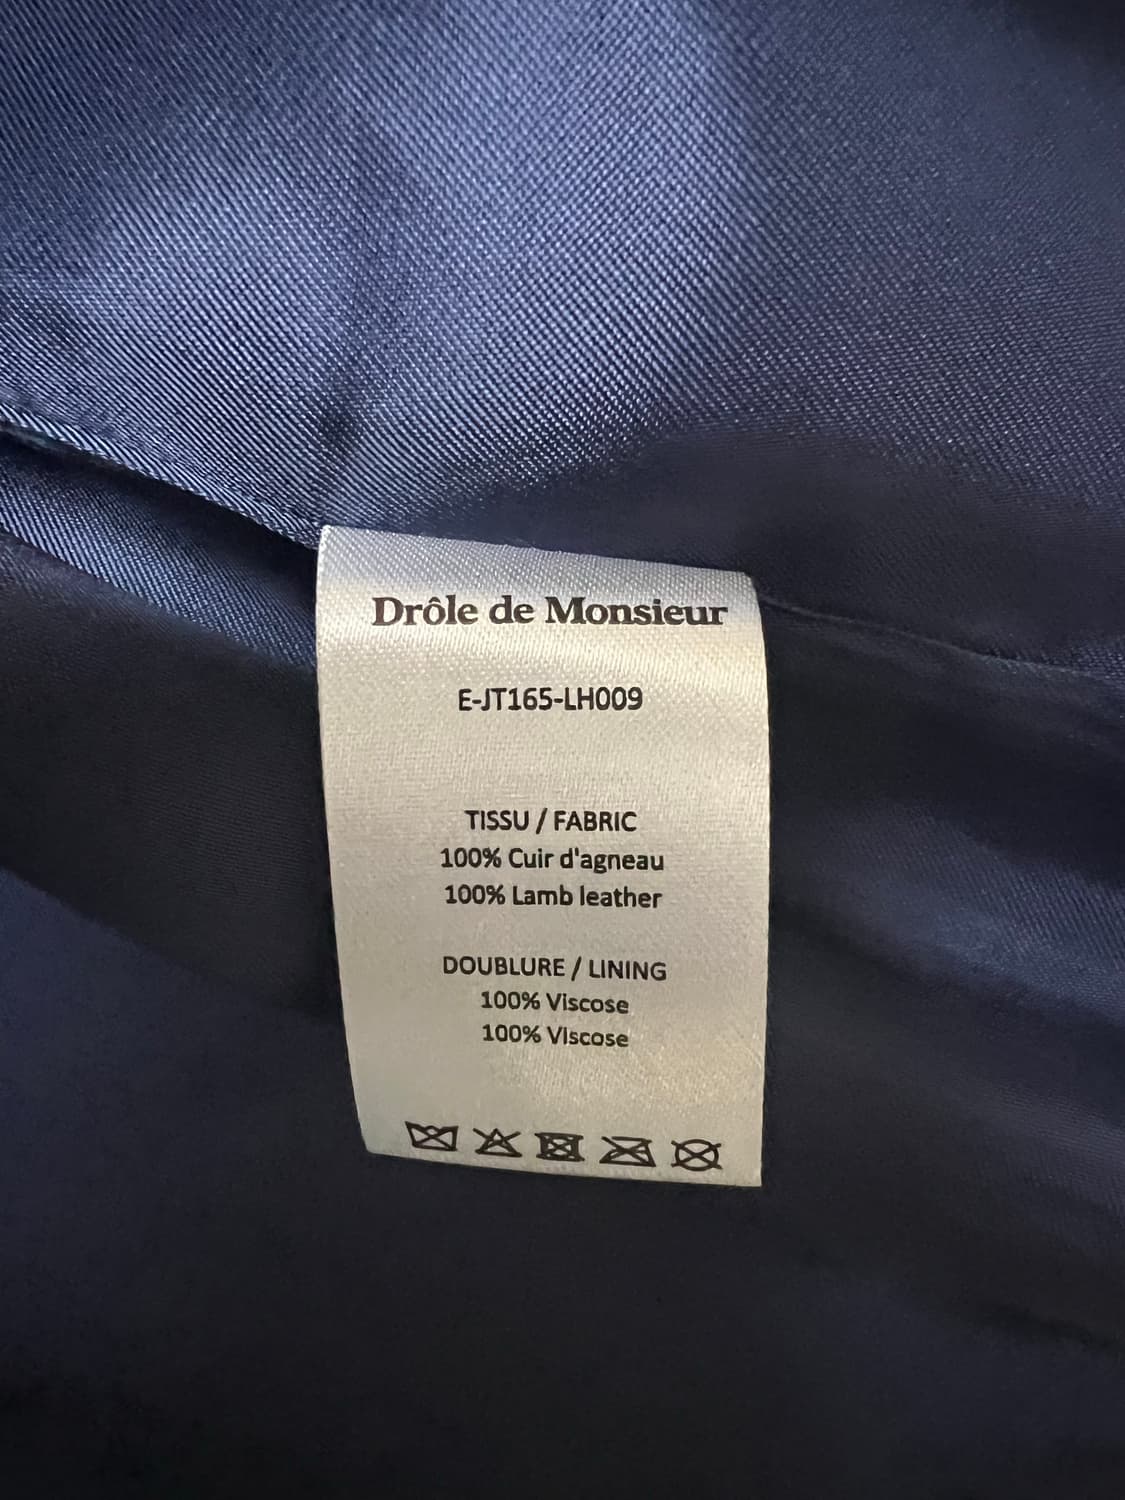 Drôle de Monsieur
E-JT165-LH009
TISSU / FABRIC
100% Cuir d'agneau
100% Lamb leather
DOUBLURE / LINING
100% Viscose
100% Viscose